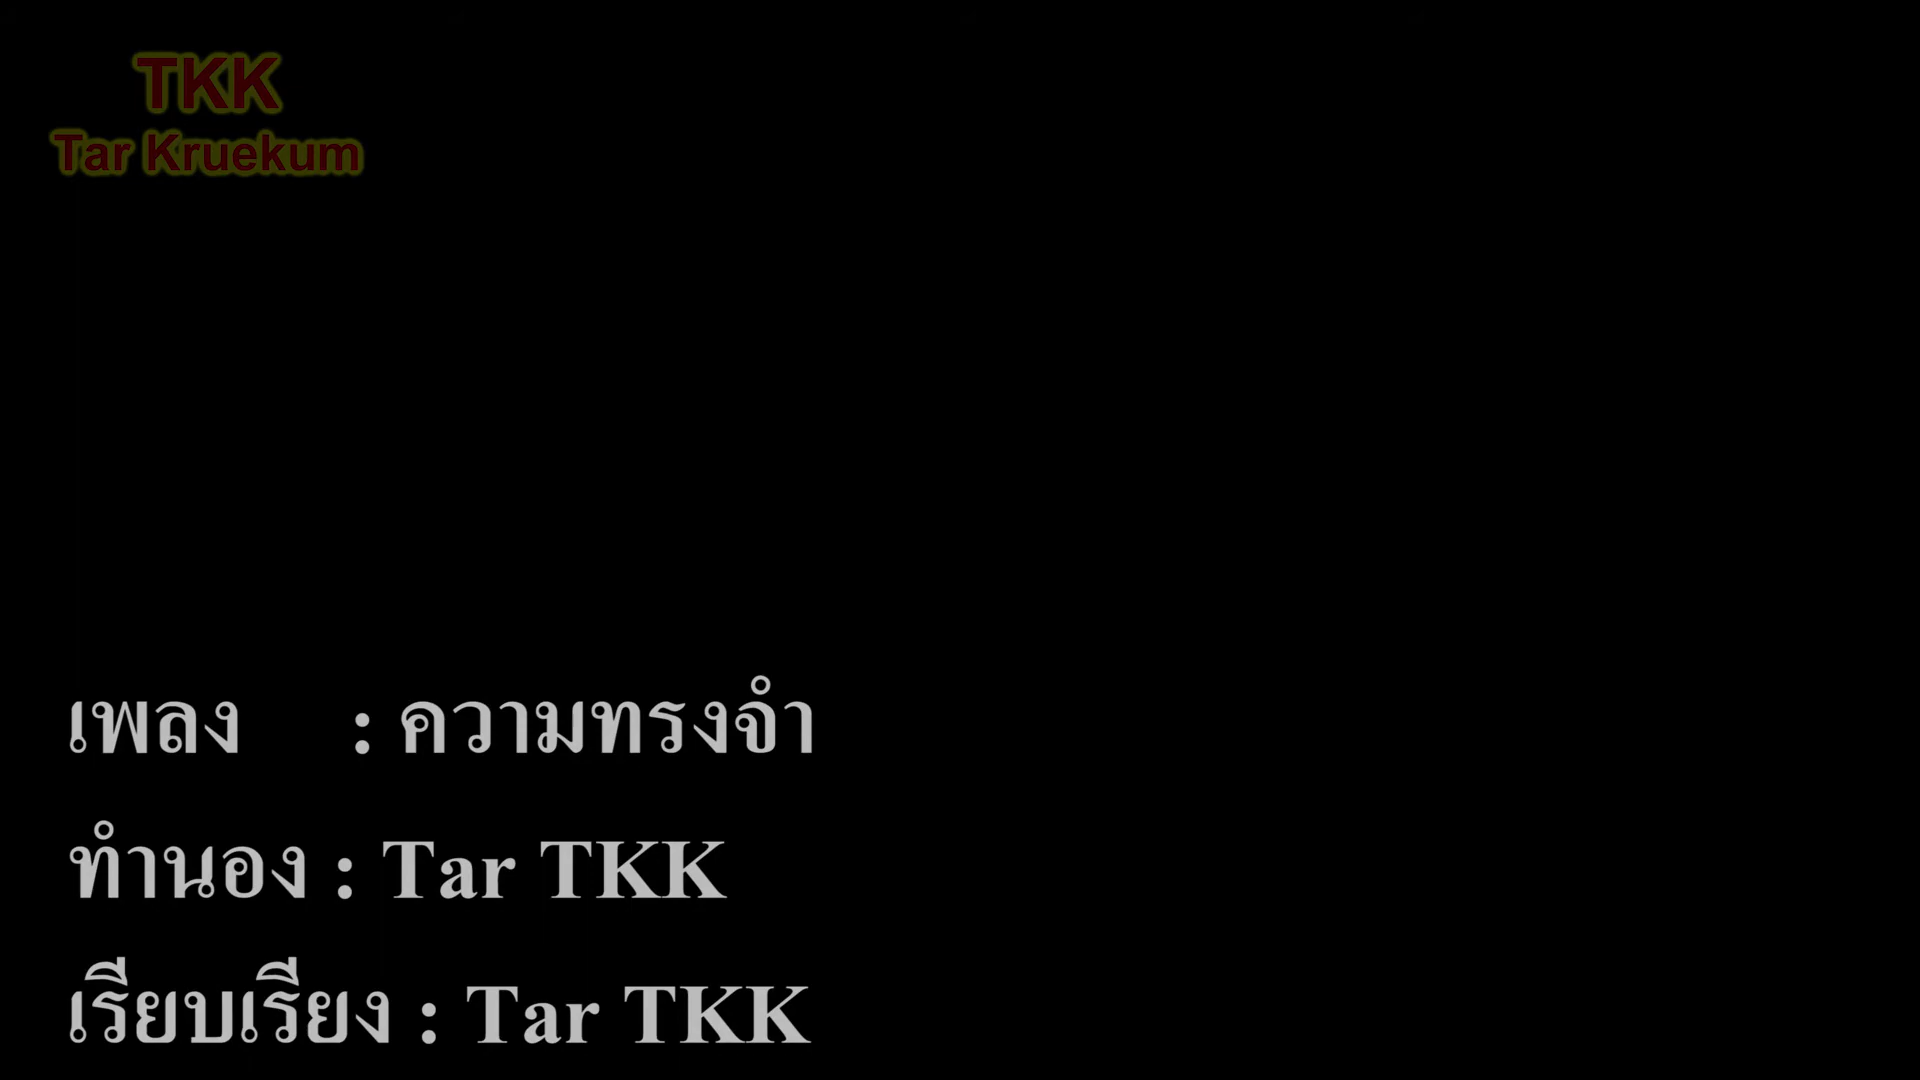 TKK
Tar Kruekum
เพลง : ความทรงจำ
ทำนอง : Tar TKK
เรียบเรียง : Tar TKK